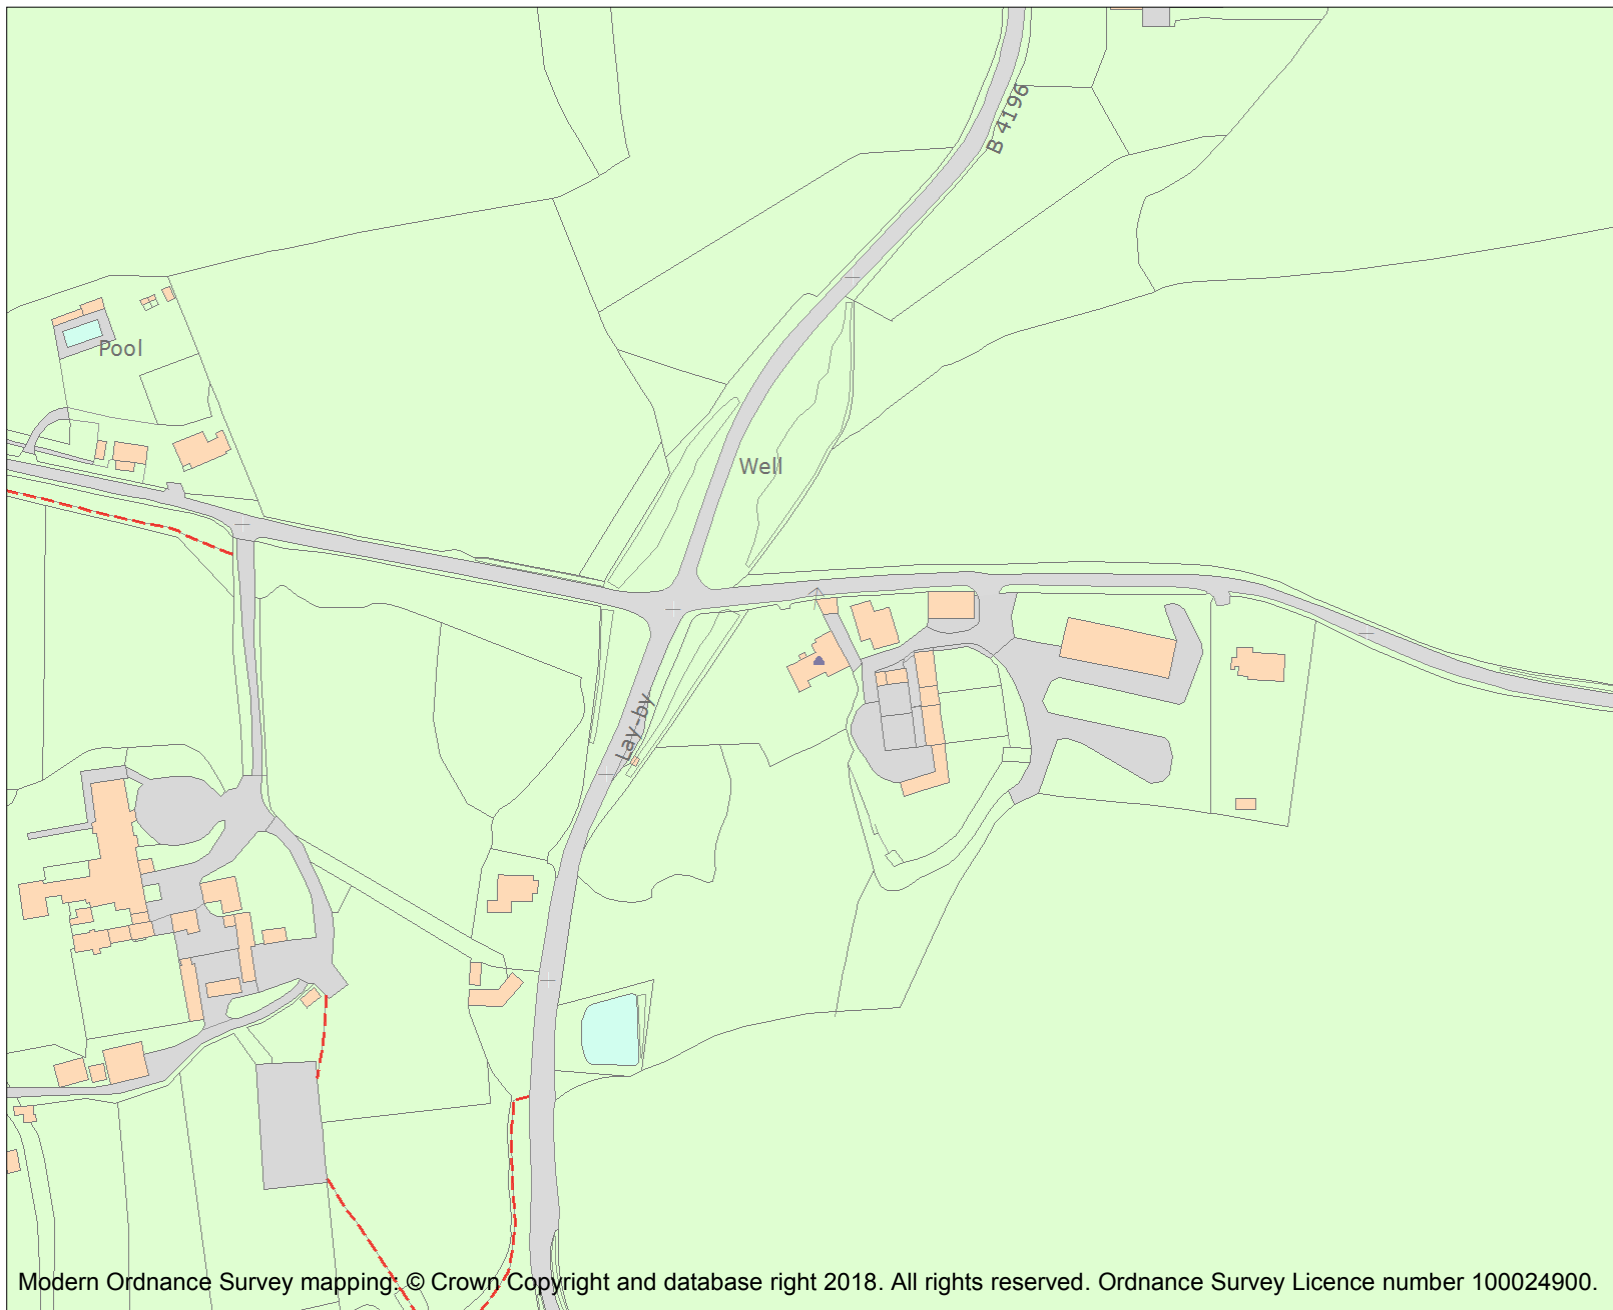 B 4196
Pool
Well
Lay-by
Modern Ordnance Survey mapping: © Crown Copyright and database right 2018. All rights reserved. Ordnance Survey Licence number 100024900.